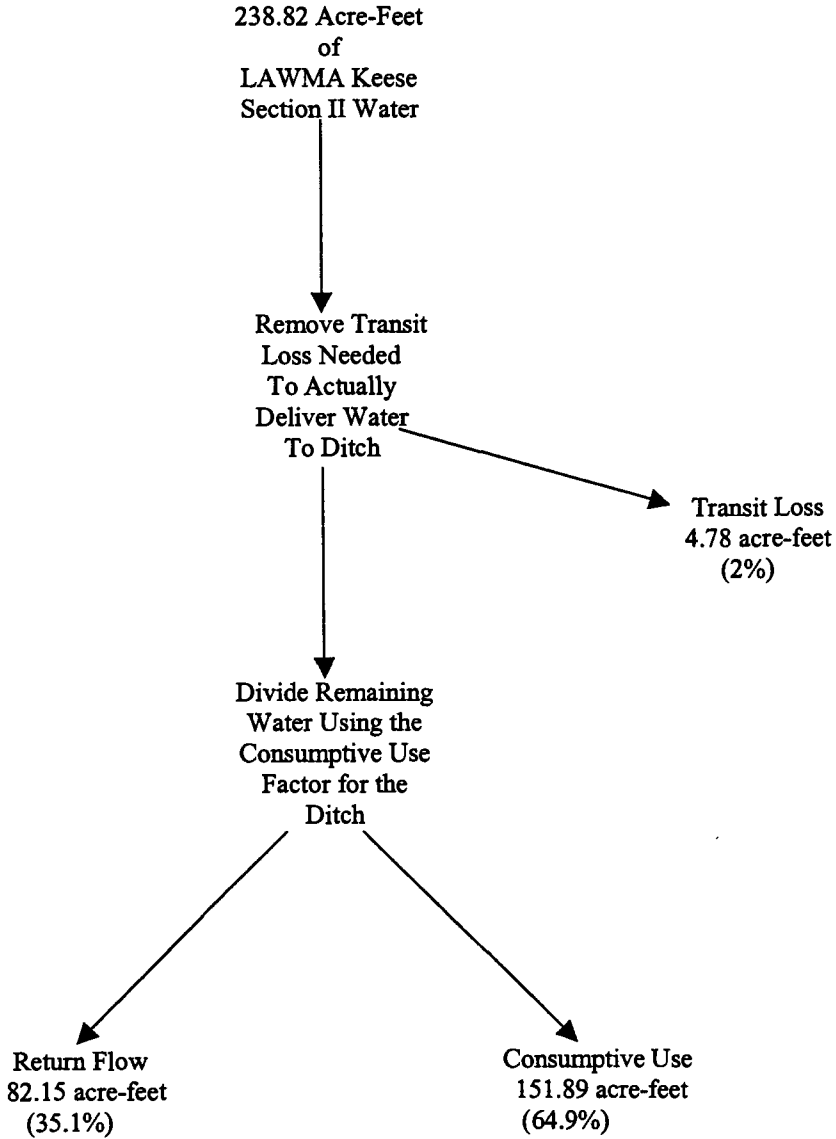 238.82 Acre-Feet
of
LAWMA Keese
Section II Water
Remove Transit
Loss Needed
To Actually
Deliver Water
To Ditch
Transit Loss
4.78 acre-feet
(2%)
Divide Remaining
Water Using the
Consumptive Use
Factor for the
Ditch
Return Flow
82.15 acre-feet
(35.1%)
Consumptive Use
151.89 acre-feet
(64.9%)